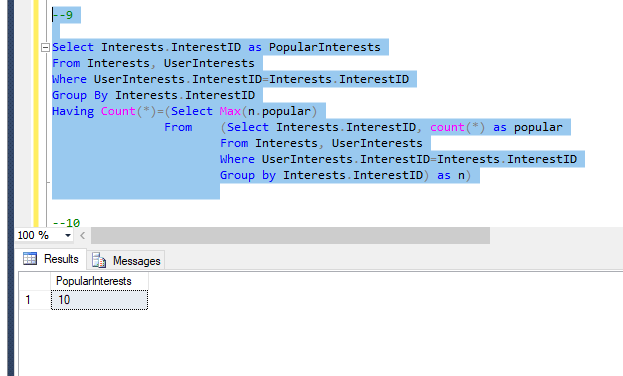 --9
Select Interests.InterestID as PopularInterests
From Interests, UserInterests
Where UserInterests.InterestID=Interests.InterestID
Group By Interests.InterestID
Having Count(*)=(Select Max(n.popular)
From (Select Interests.InterestID, count(*) as popular
From Interests, UserInterests
Where UserInterests.InterestID=Interests.InterestID
Group by Interests.InterestID) as n)
--10
100 %
Results Messages
PopularInterests
1 10